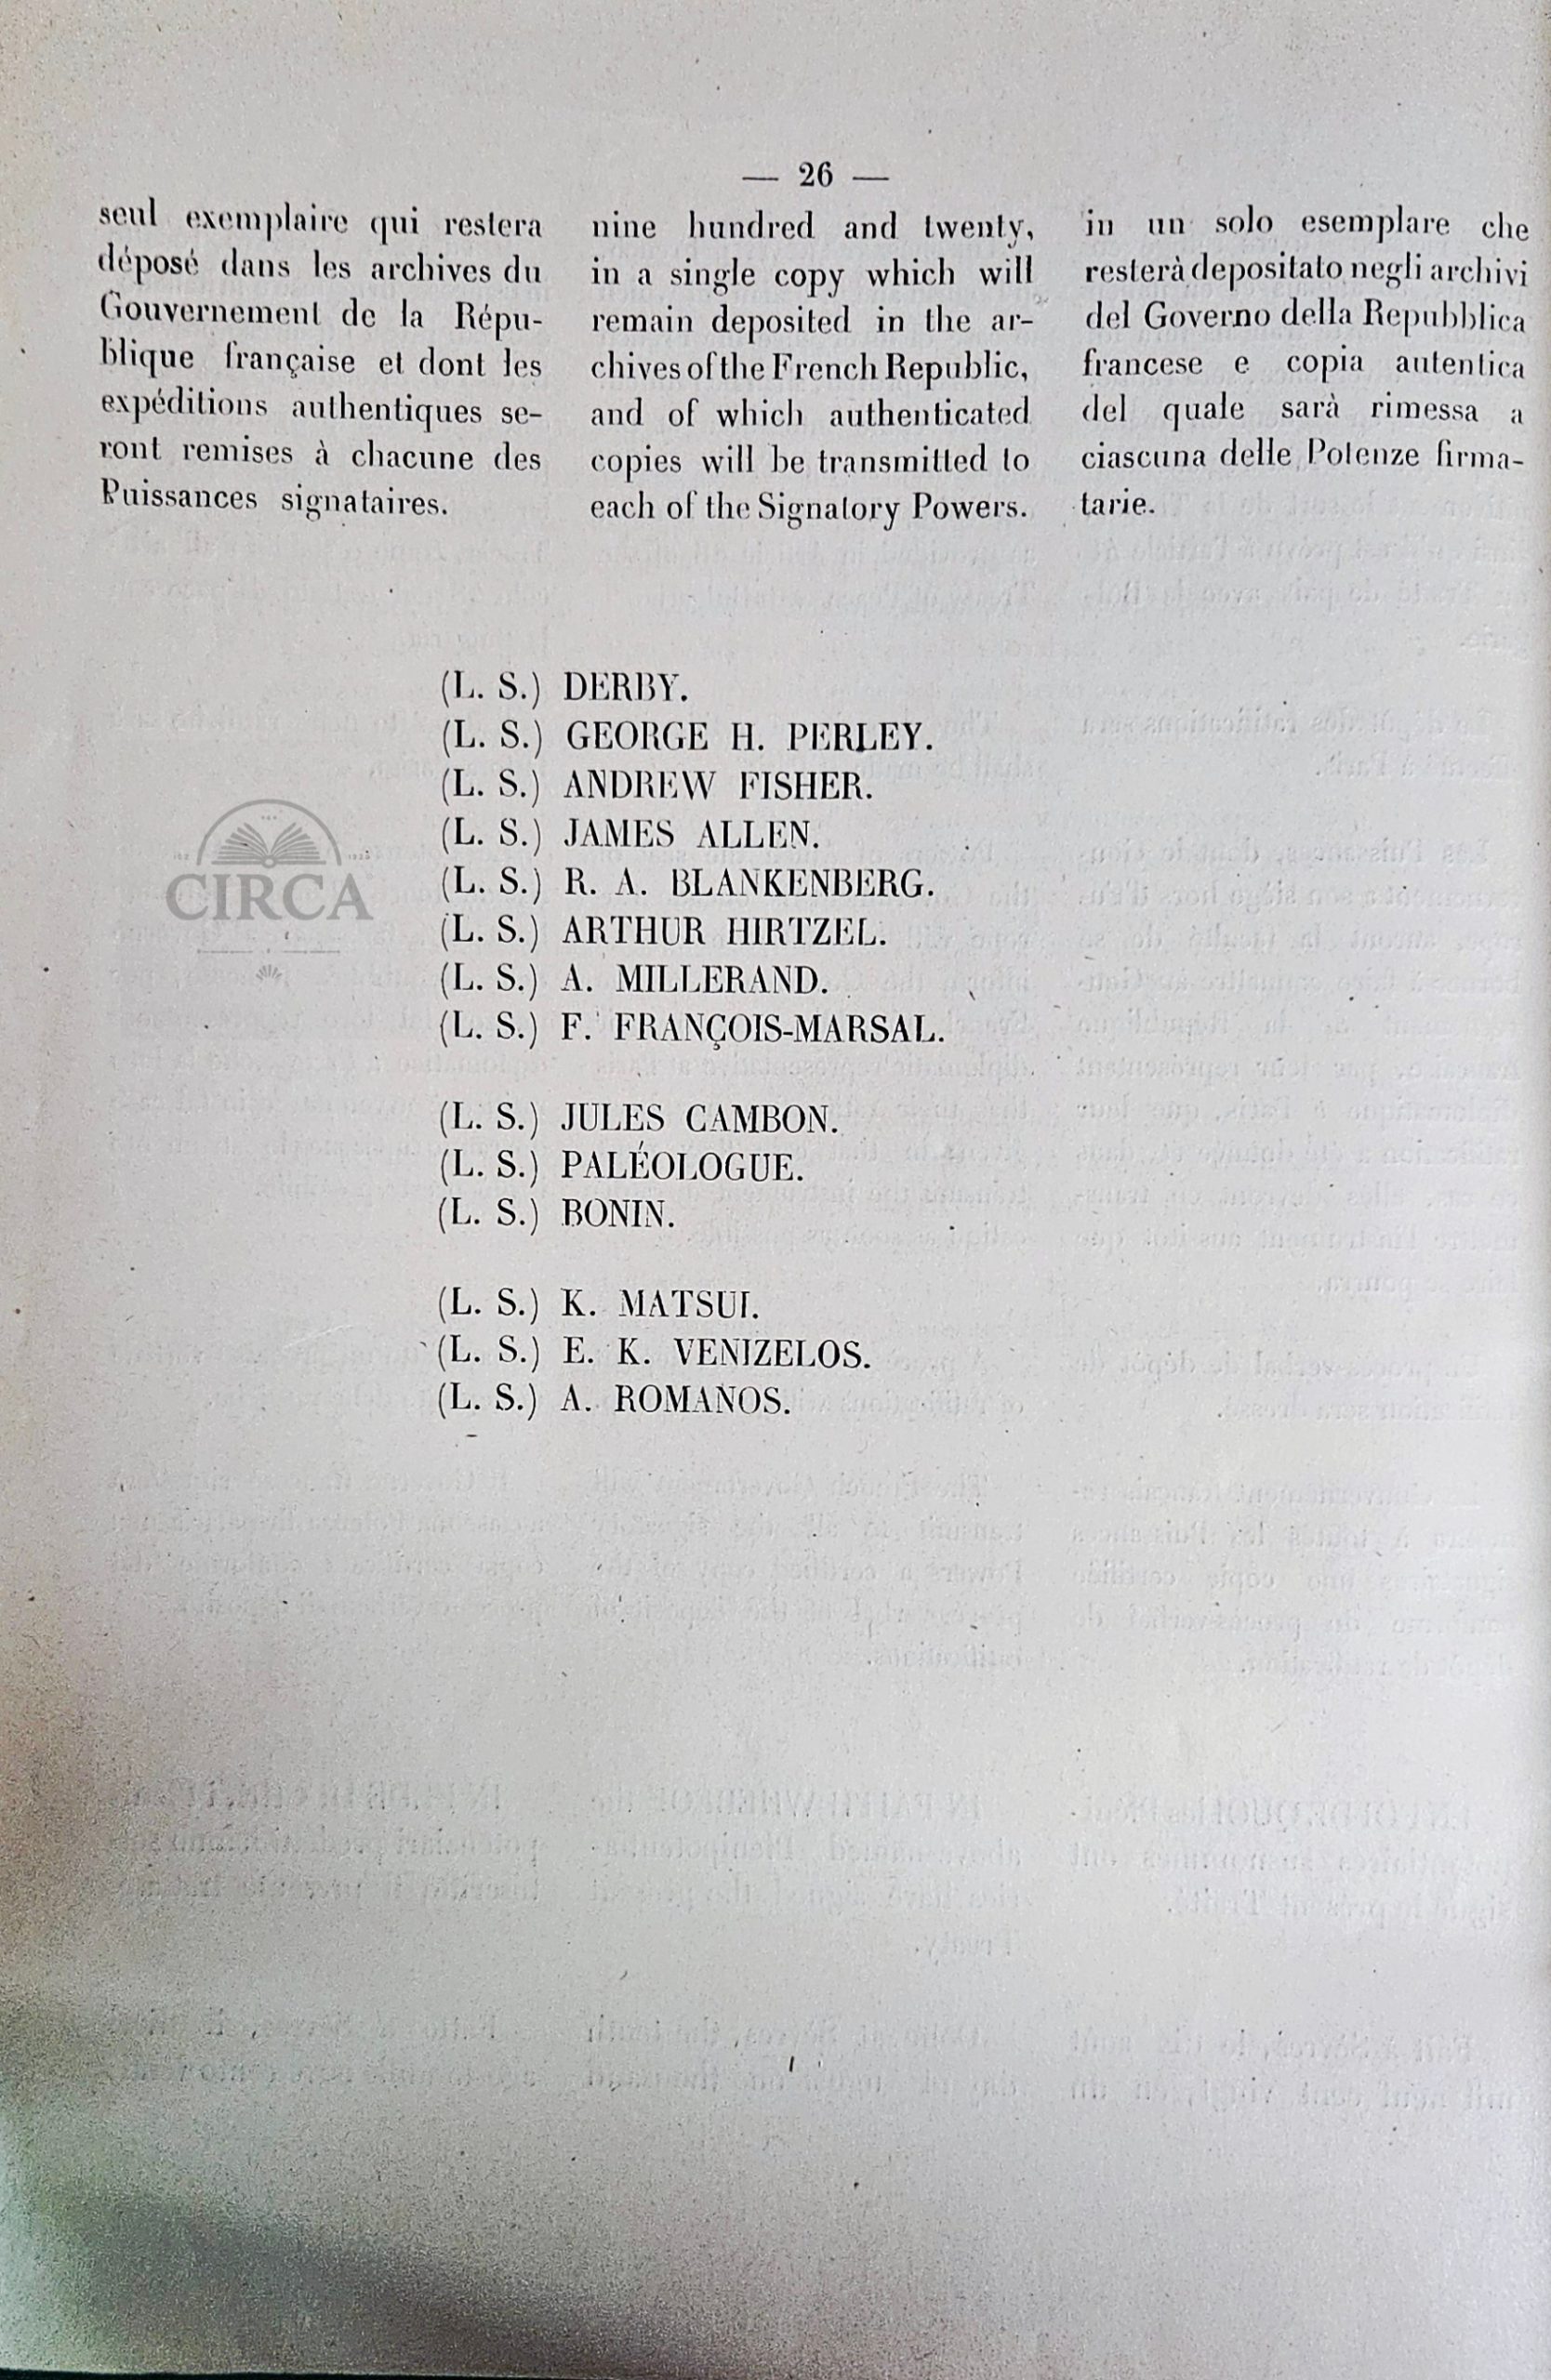 — 26 —
seul exemplaire qui restera
déposé dans les archives du
Gouvernement de la Répu-
blique française et dont les
expéditions authentiques se-
ront remises à chacune des
Puissances signataires.
nine hundred and twenty,
in a single copy which will
remain deposited in the ar-
chives of the French Republic,
and of which authenticated
copies will be transmitted to
each of the Signatory Powers.
in un solo esemplare che
resterà depositato negli archivi
del Governo della Repubblica
francese e copia autentica
del quale sarà rimessa a
ciascuna delle Potenze firma-
tarie.
(L. S.) DERBY.
(L. S.) GEORGE H. PERLEY.
(L. S.) ANDREW FISHER.
(L. S.) JAMES ALLEN.
(L. S.) R. A. BLANKENBERG.
(L. S.) ARTHUR HIRTZEL.
(L. S.) A. MILLERAND.
(L. S.) F. FRANÇOIS-MARSAL.
(L. S.) JULES CAMBON.
(L. S.) PALÉOLOGUE.
(L. S.) BONIN.
(L. S.) K. MATSUI.
(L. S.) E. K. VENIZELOS.
(L. S.) A. ROMANOS.
CIRCA